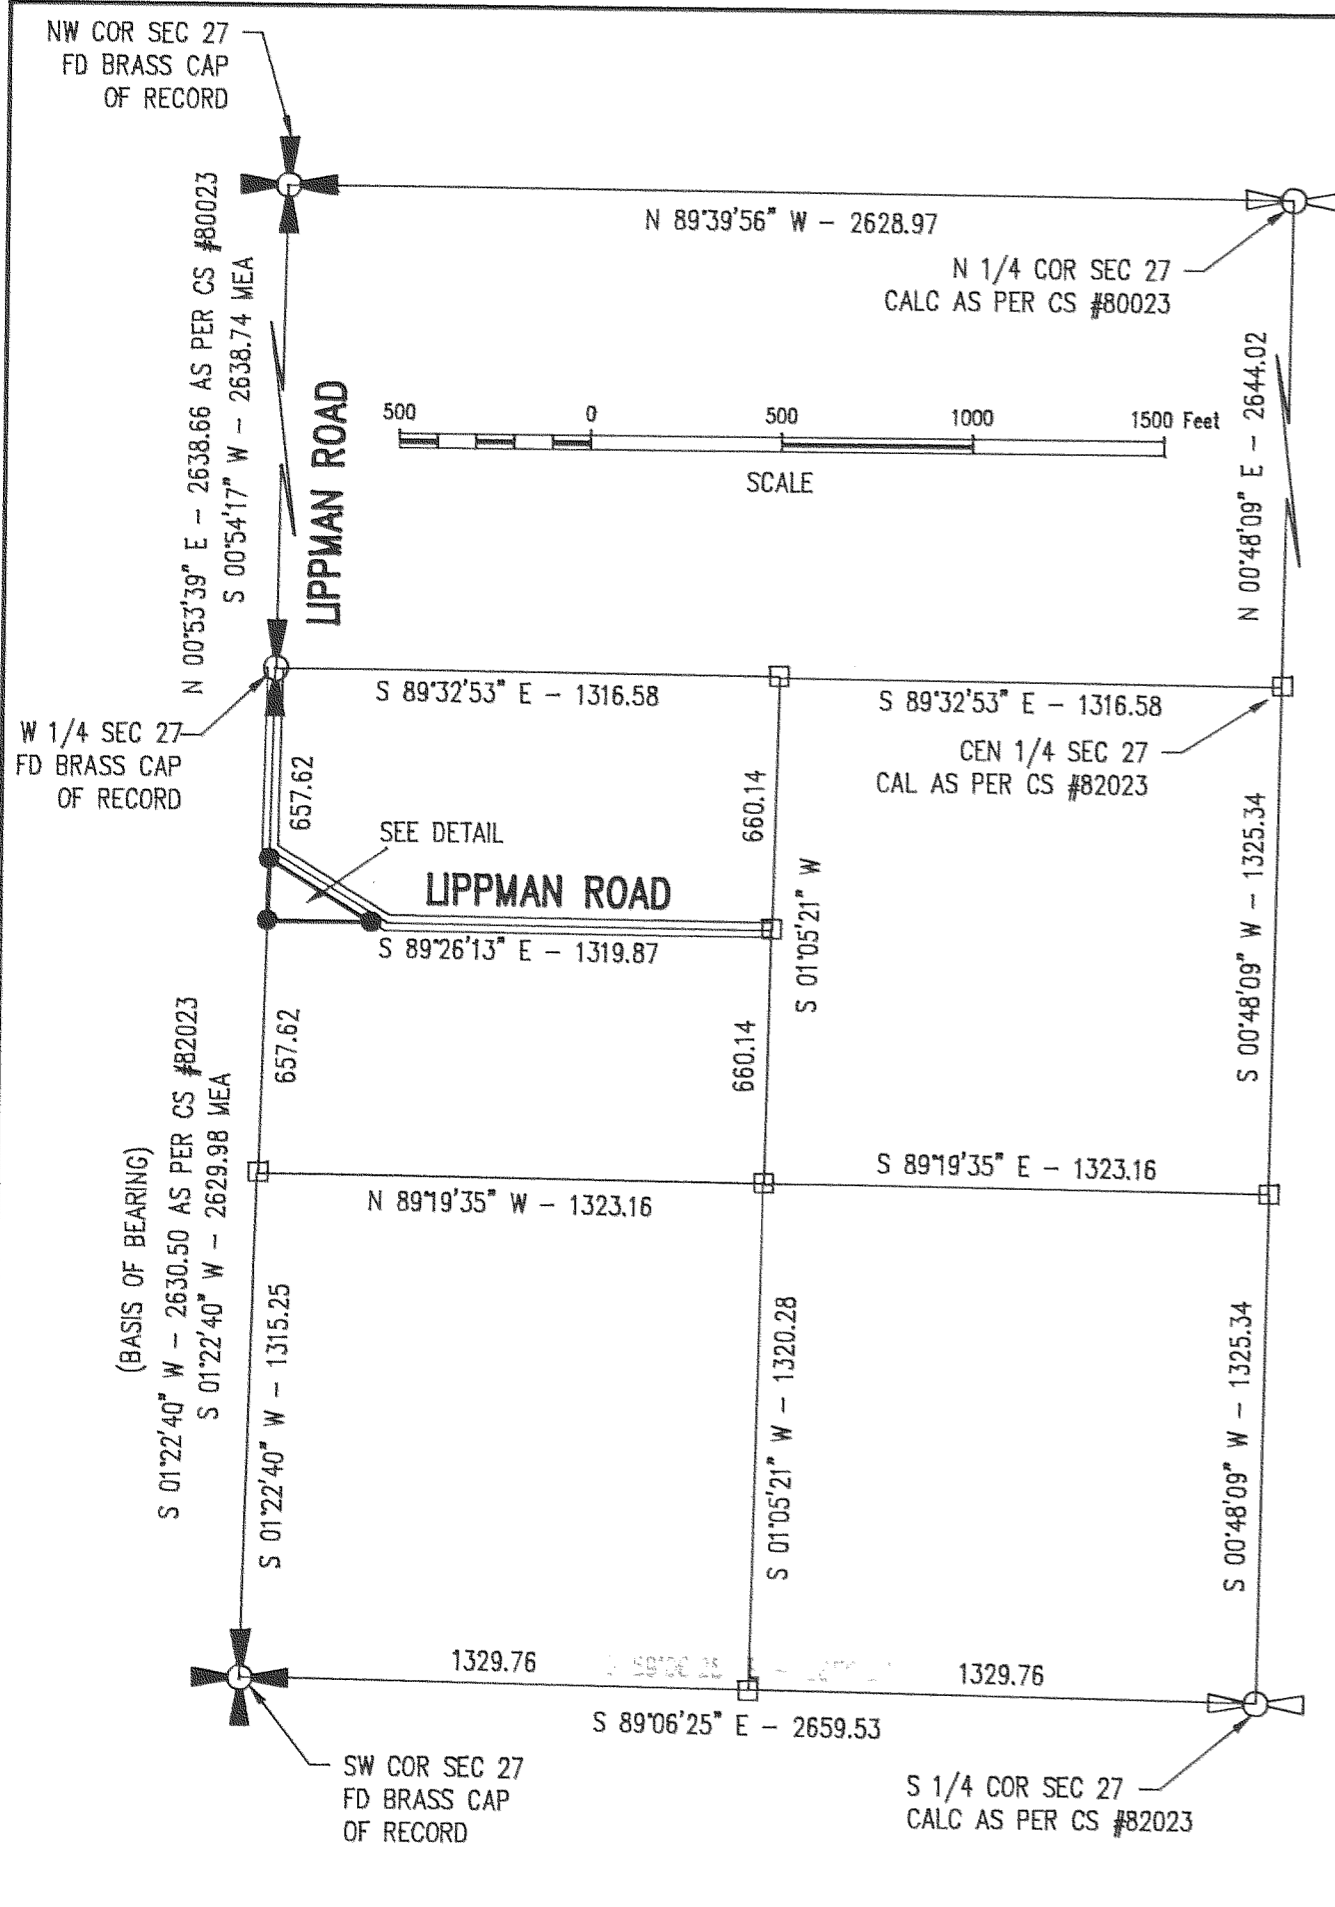 NW COR SEC 27
FD BRASS CAP
OF RECORD
N 89°39'56" W – 2628.97
N 1/4 COR SEC 27
CALC AS PER CS #80023
N 00°53'39" E – 2638.66 AS PER CS #80023
S 00°54'17" W – 2638.74 MEA
LIPPMAN ROAD
500 0 500 1000 1500 Feet
SCALE
N 00°48'09" E – 2644.02
S 89°32'53" E – 1316.58
S 89°32'53" E – 1316.58
W 1/4 SEC 27
FD BRASS CAP
OF RECORD
CEN 1/4 SEC 27
CAL AS PER CS #82023
657.62
660.14
SEE DETAIL
LIPPMAN ROAD
S 89°26'13" E – 1319.87
S 01°05'21" W
S 00°48'09" W – 1325.34
657.62
660.14
(BASIS OF BEARING)
S 01°22'40" W – 2630.50 AS PER CS #82023
S 01°22'40" W – 2629.98 MEA
N 89°19'35" W – 1323.16
S 89°19'35" E – 1323.16
S 01°22'40" W – 1315.25
S 01°05'21" W – 1320.28
S 00°48'09" W – 1325.34
1329.76
1329.76
S 89°06'25" E – 2659.53
SW COR SEC 27
FD BRASS CAP
OF RECORD
S 1/4 COR SEC 27
CALC AS PER CS #82023